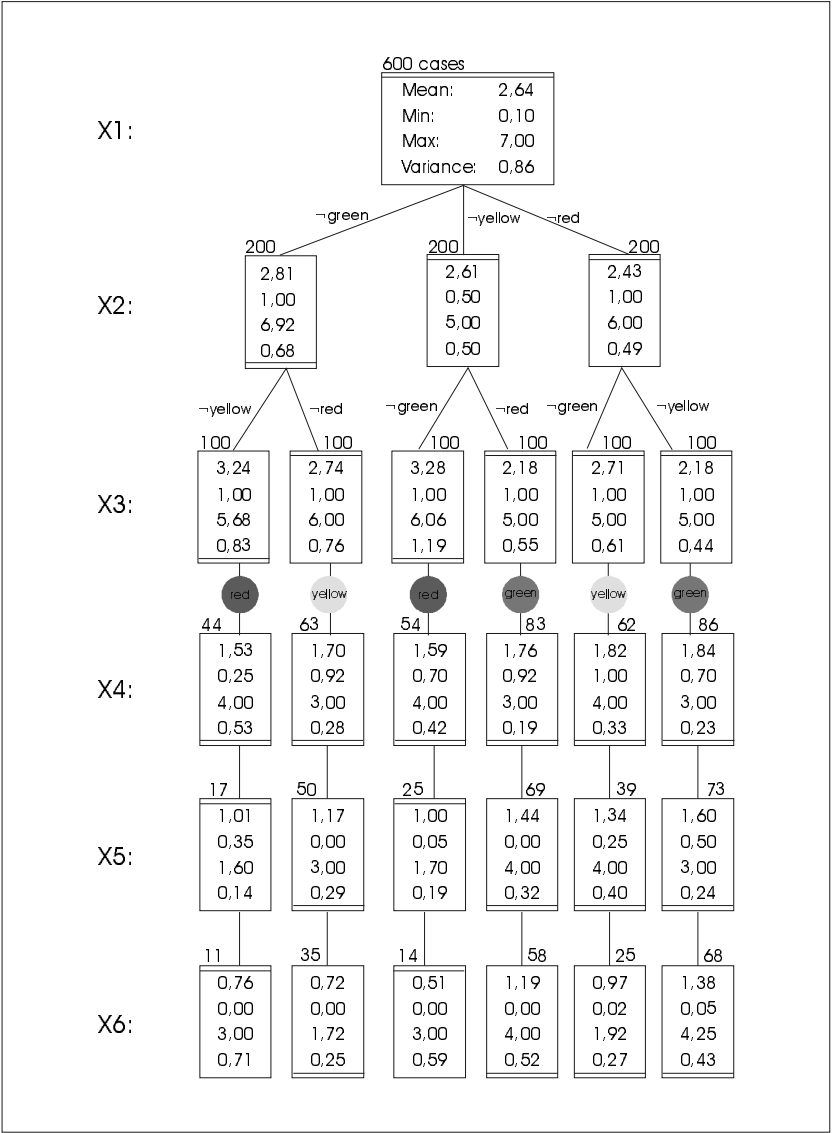 600 cases
Mean: 2,64
Min: 0,10
X1:
Max: 7,00
Variance: 0,86
¬green ¬yellow ¬red
200 200 200
2,81 2,61 2,43
1,00 0,50 1,00
X2:
6,92 5,00 6,00
0,68 0,50 0,49
¬yellow ¬red ¬green ¬red ¬green ¬yellow
100 100 100 100 100 100
3,24 2,74 3,28 2,18 2,71 2,18
1,00 1,00 1,00 1,00 1,00 1,00
X3:
5,68 6,00 6,06 5,00 5,00 5,00
0,83 0,76 1,19 0,55 0,61 0,44
red yellow red green yellow green
44 63 54 83 62 86
1,53 1,70 1,59 1,76 1,82 1,84
0,25 0,92 0,70 0,92 1,00 0,70
X4:
4,00 3,00 4,00 3,00 4,00 3,00
0,53 0,28 0,42 0,19 0,33 0,23
17 50 25 69 39 73
1,01 1,17 1,00 1,44 1,34 1,60
0,35 0,00 0,05 0,00 0,25 0,50
X5:
1,60 3,00 1,70 4,00 4,00 3,00
0,14 0,29 0,19 0,32 0,40 0,24
11 35 14 58 25 68
0,76 0,72 0,51 1,19 0,97 1,38
0,00 0,00 0,00 0,00 0,02 0,05
X6:
3,00 1,72 3,00 4,00 1,92 4,25
0,71 0,25 0,59 0,52 0,27 0,43